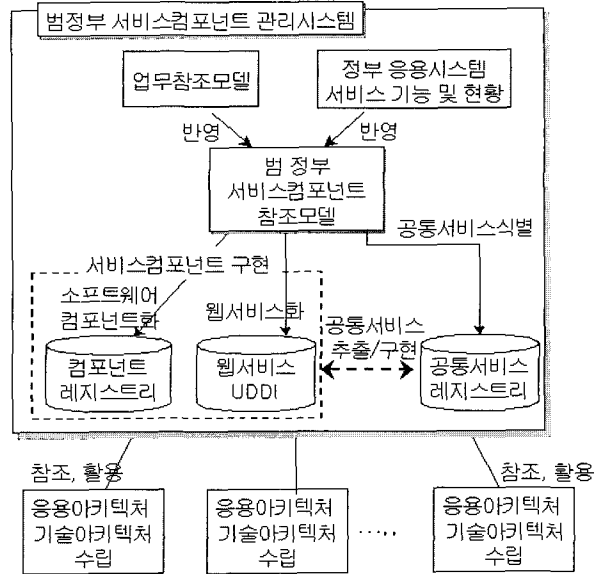 범정부 서비스컴포넌트 관리시스템
업무참조모델
정부 응용시스템
서비스 기능 및 현황
반영
반영
범 정부
서비스컴포넌트
참조모델
공통서비스식별
서비스컴포넌트 구현
소프트웨어
컴포넌트화
웹서비스화
공통서비스
추출/구현
컴포넌트
레지스트리
웹서비스
UDDI
공통서비스
레지스트리
참조, 활용
참조, 활용
응용아키텍처
기술아키텍처
수립
응용아키텍처
기술아키텍처
수립
.....
응용아키텍처
기술아키텍처
수립